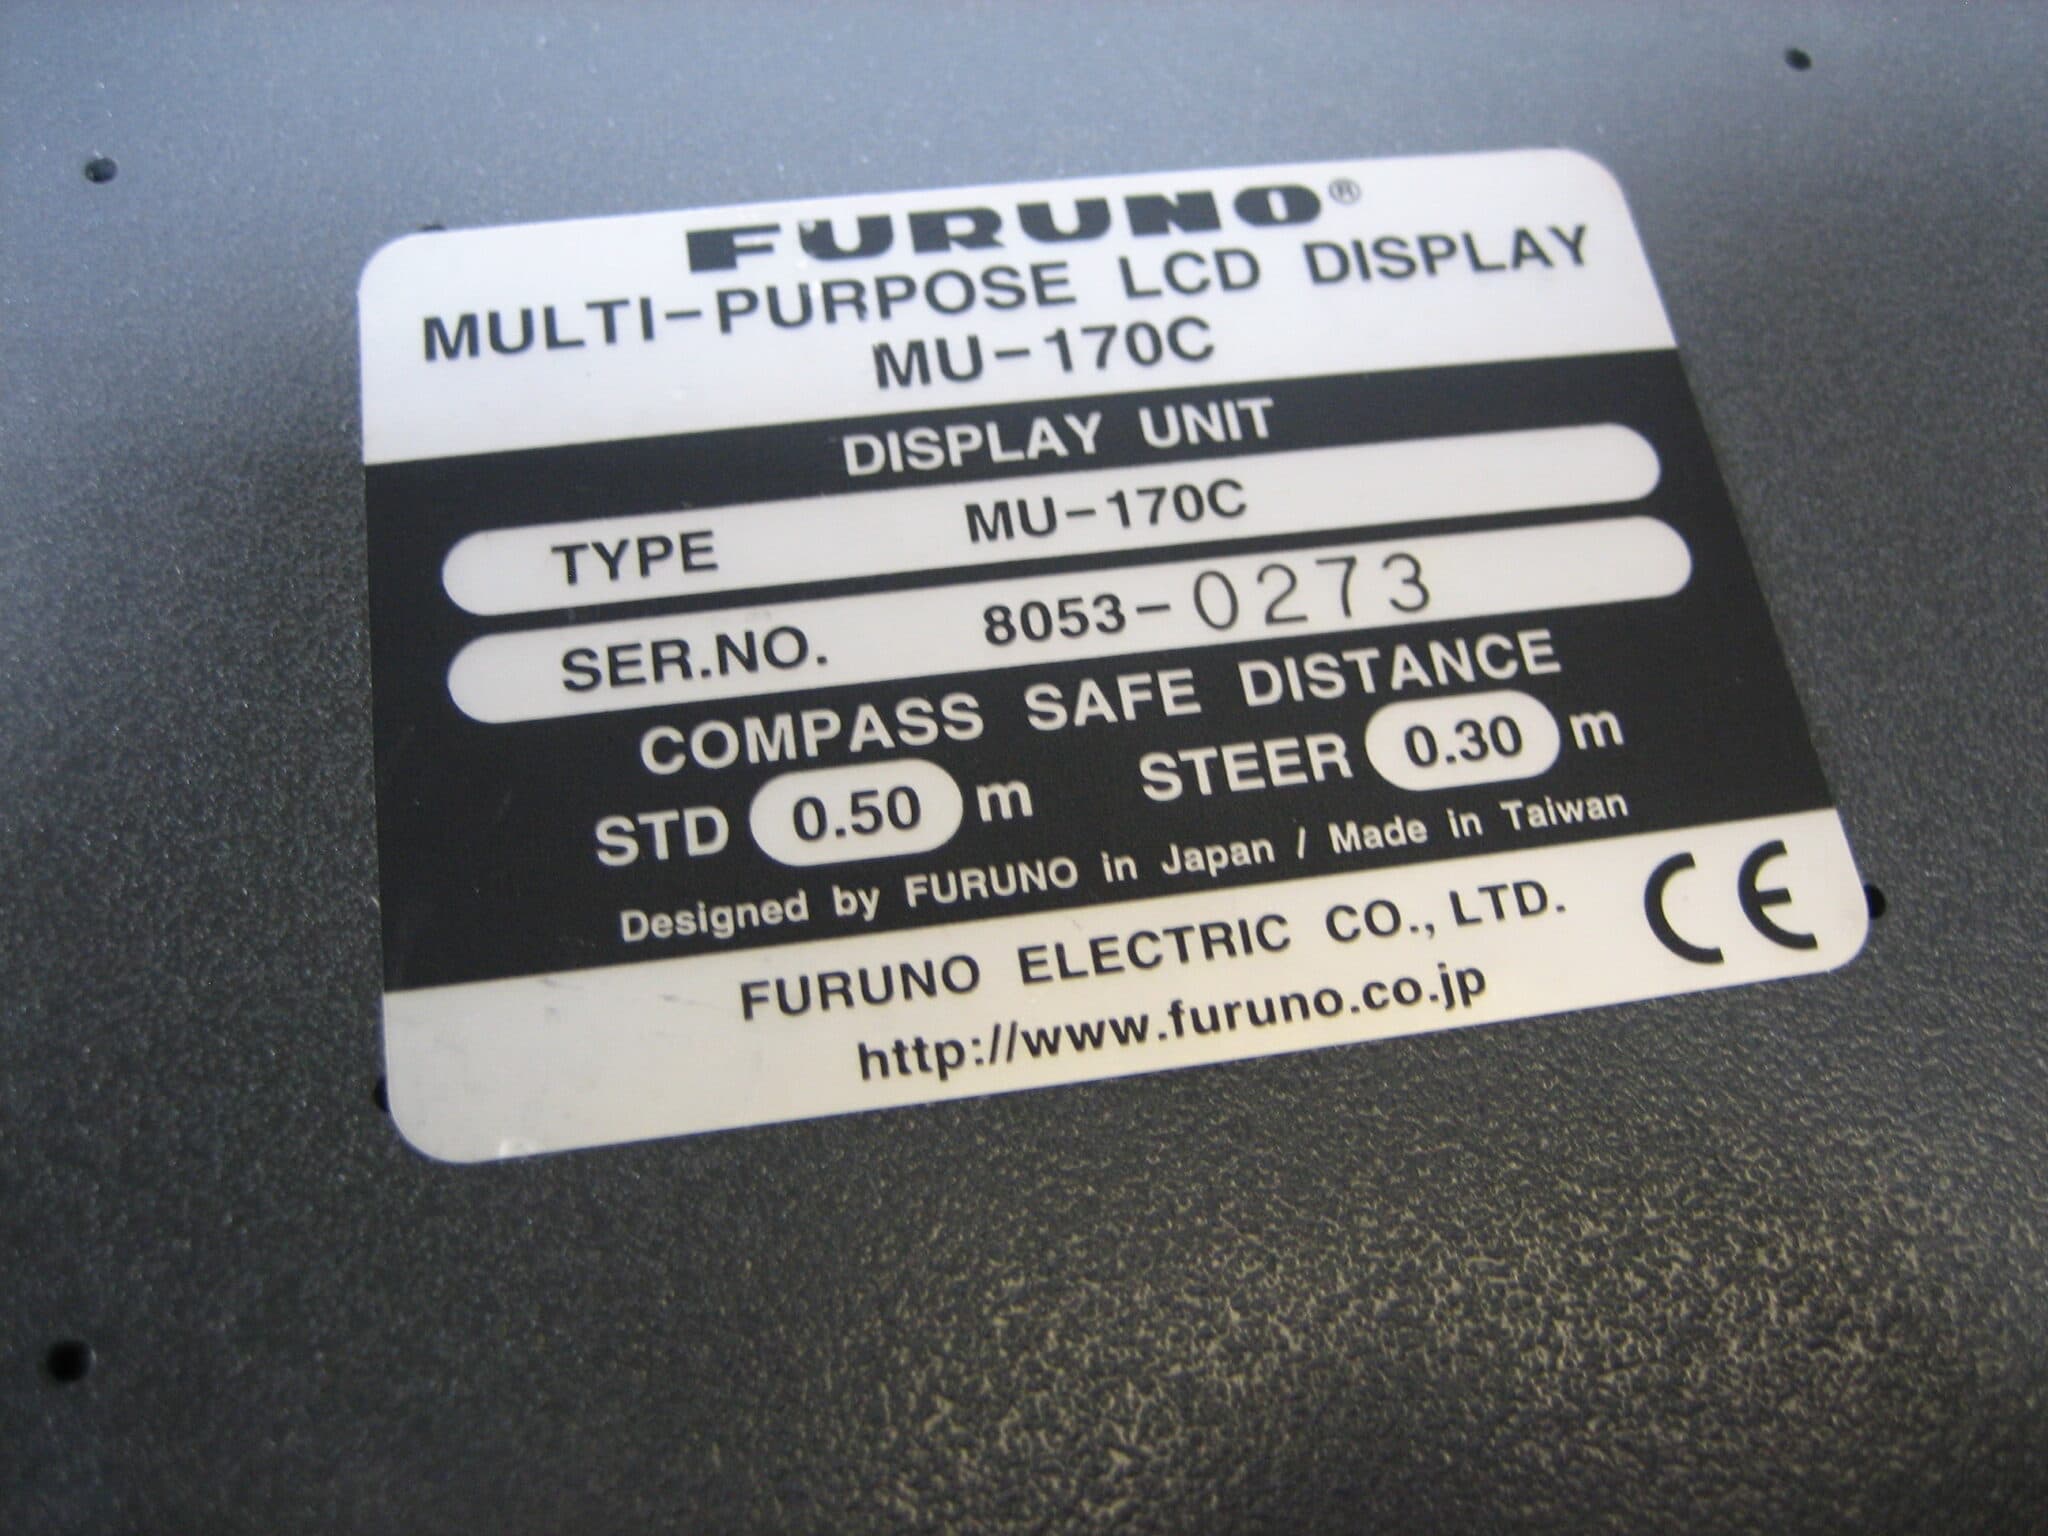 FURUNO®
MULTI-PURPOSE LCD DISPLAY
MU-170C
DISPLAY UNIT
TYPE MU-170C
SER.NO. 8053-0273
COMPASS SAFE DISTANCE
STD 0.50 m STEER 0.30 m
Designed by FURUNO in Japan / Made in Taiwan
FURUNO ELECTRIC CO., LTD. CE
http://www.furuno.co.jp